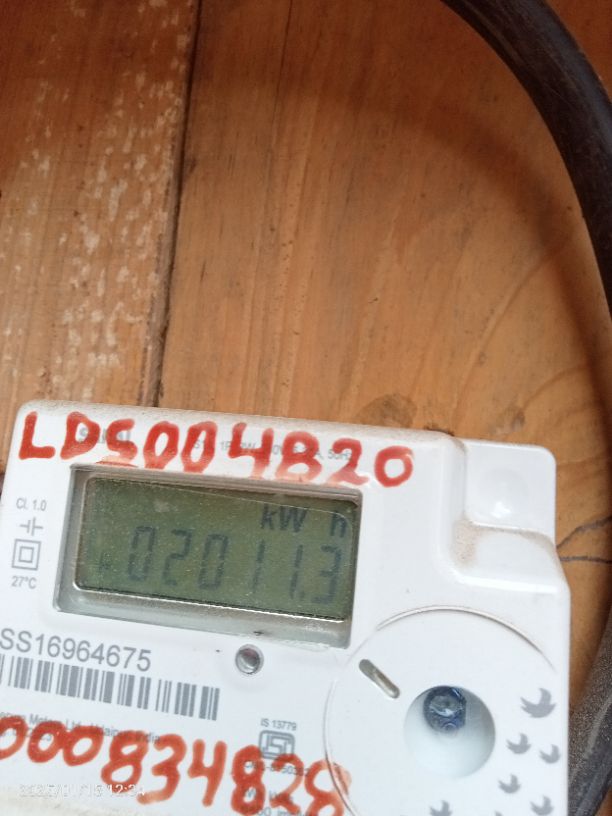 LDS004820
Cl. 1.0
kW h
02011.3
27°C
SS16964675
IS 13779
000834828